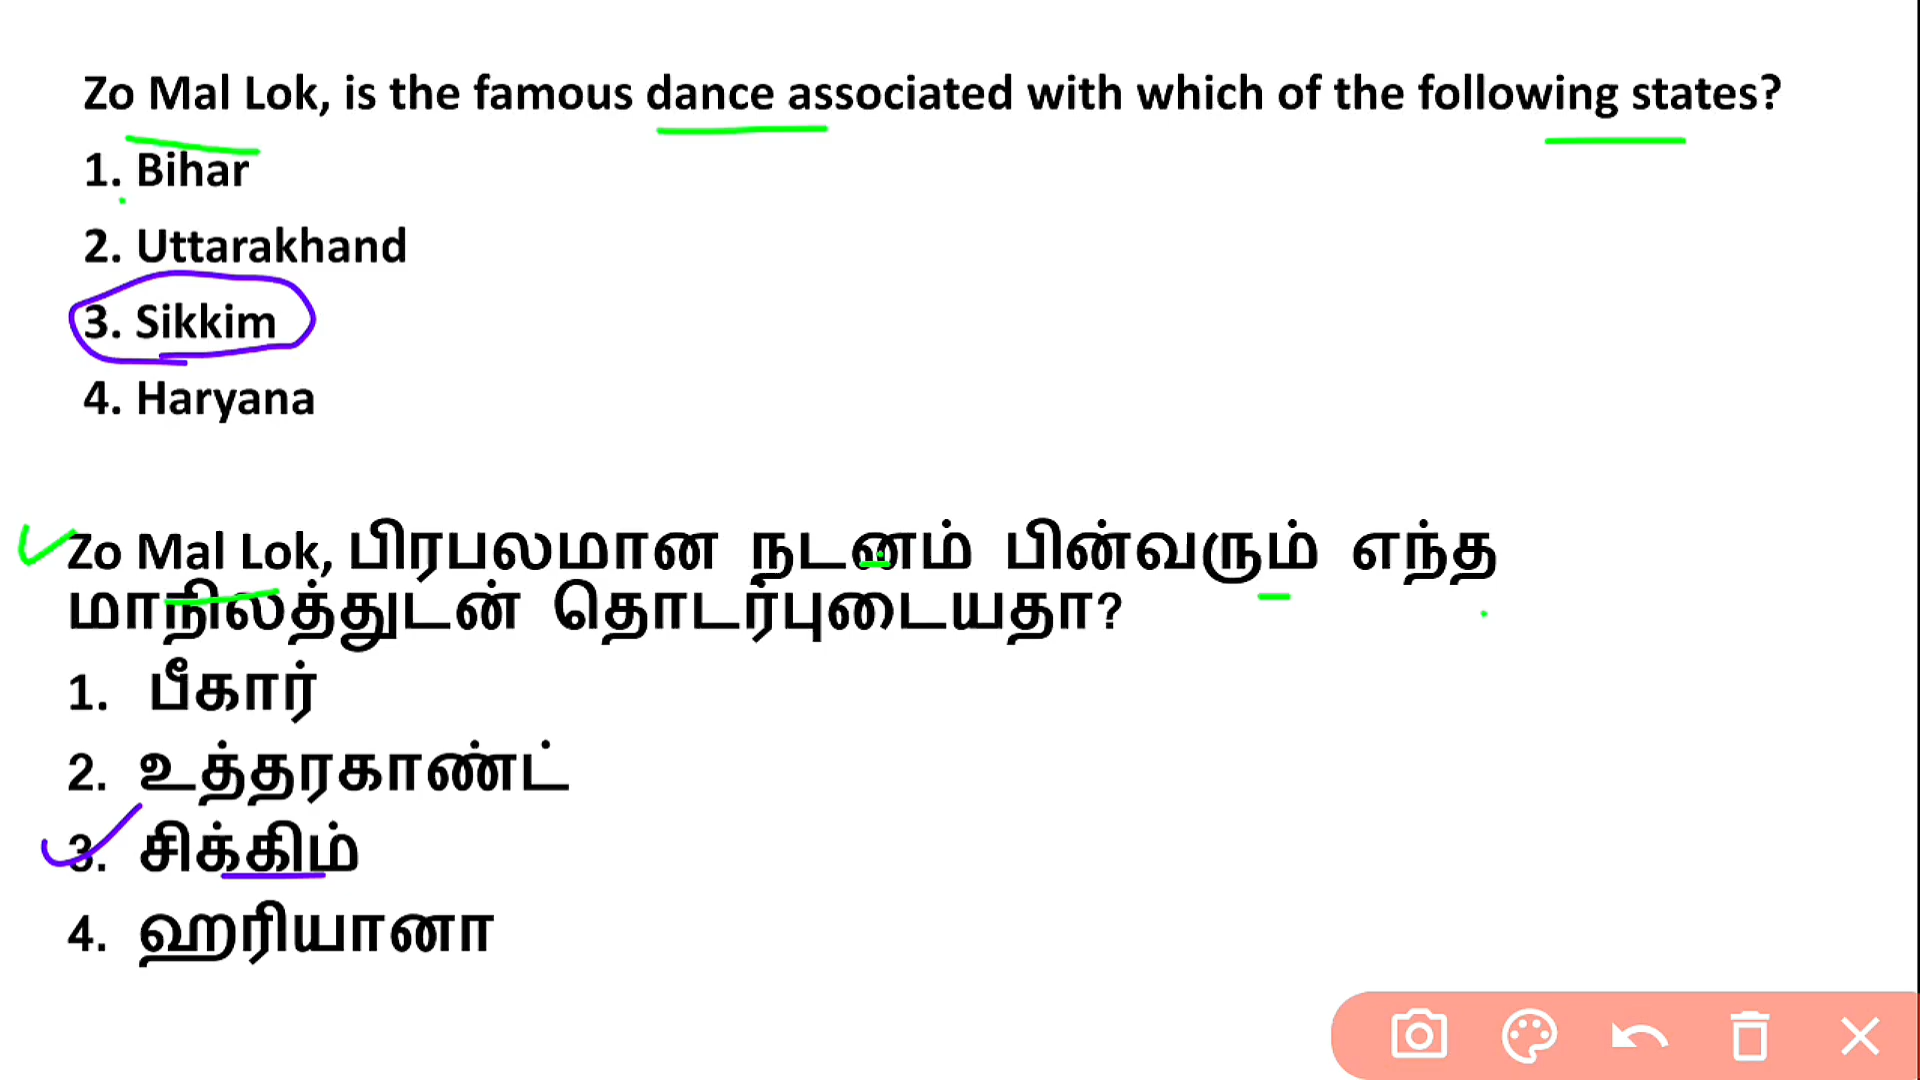 Zo Mal Lok, is the famous dance associated with which of the following states?
1. Bihar
2. Uttarakhand
3. Sikkim
4. Haryana
Zo Mal Lok, பிரபலமான நடனம் பின்வரும் எந்த
மாநிலத்துடன் தொடர்புடையதா?
1. பீகார்
2. உத்தரகாண்ட்
3. சிக்கிம்
4. ஹரியானா